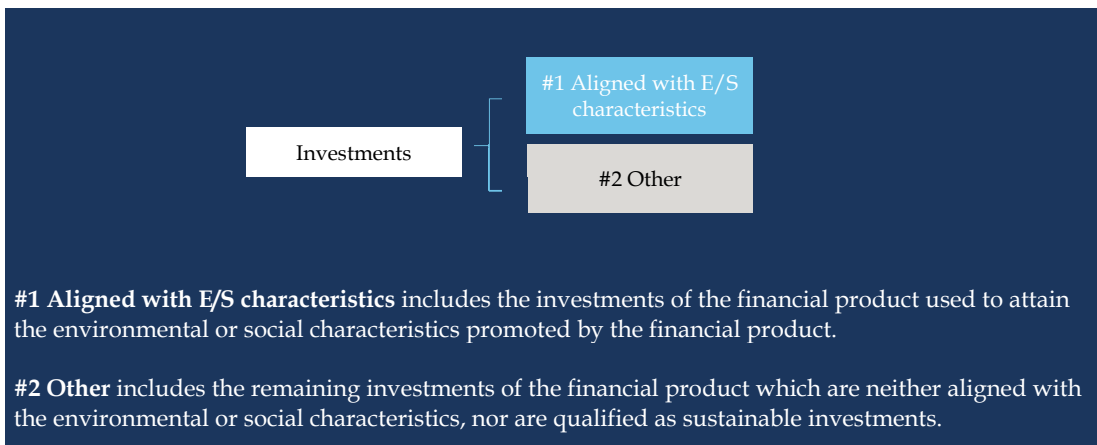 #1 Aligned with E/S
characteristics
Investments
#2 Other
#1 Aligned with E/S characteristics includes the investments of the financial product used to attain
the environmental or social characteristics promoted by the financial product.
#2 Other includes the remaining investments of the financial product which are neither aligned with
the environmental or social characteristics, nor are qualified as sustainable investments.